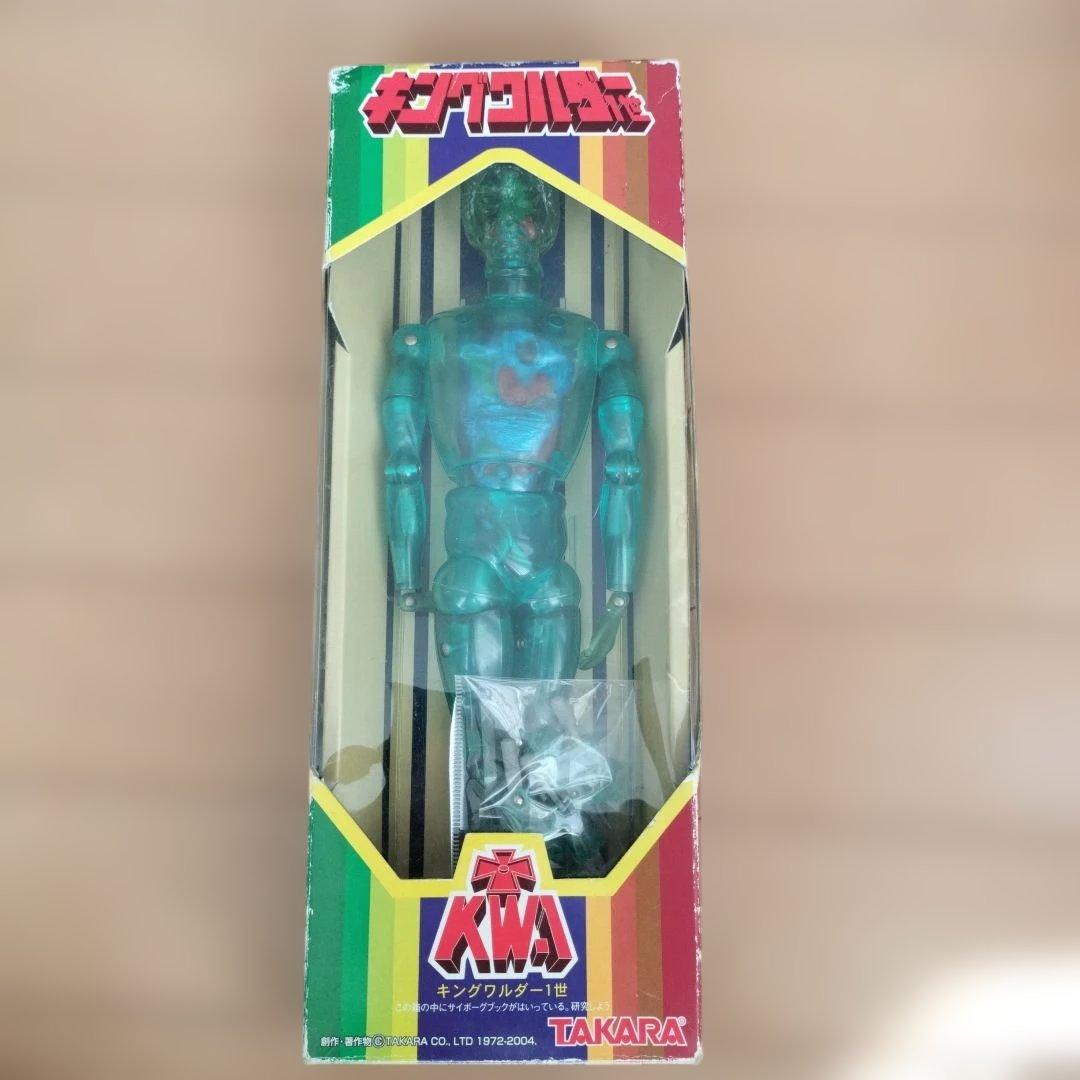 キングワルダー1世
KW・1
キングワルダー1世
この箱の中にサイボーグブックがはいっている。研究しよう
TAKARA®
創作・著作物©TAKARA CO., LTD 1972-2004.